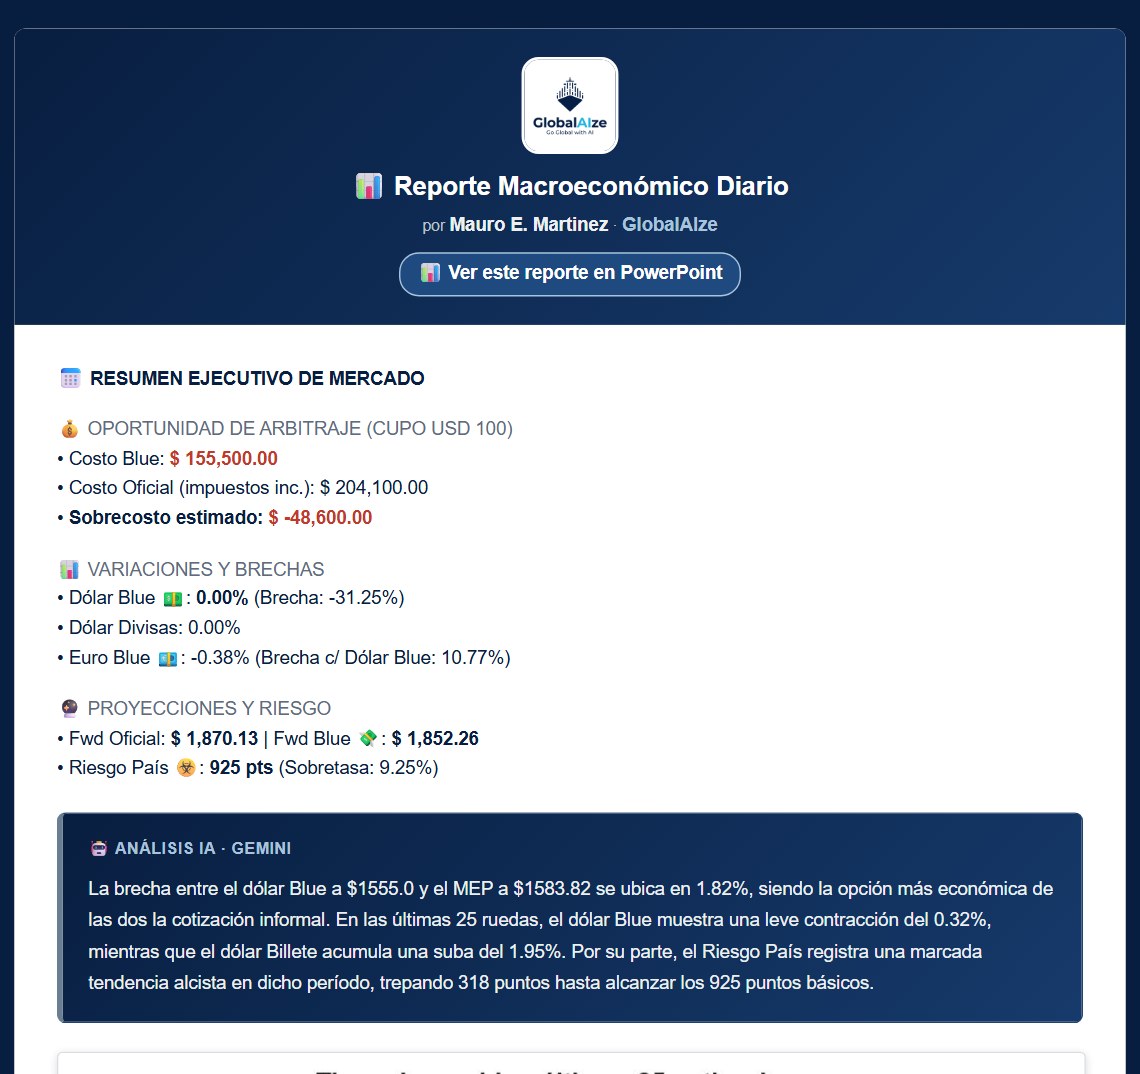 GlobalAIze
Go Global with AI
Reporte Macroeconómico Diario
por Mauro E. Martinez · GlobalAIze
Ver este reporte en PowerPoint
RESUMEN EJECUTIVO DE MERCADO
OPORTUNIDAD DE ARBITRAJE (CUPO USD 100)
• Costo Blue: $ 155,500.00
• Costo Oficial (impuestos inc.): $ 204,100.00
• Sobrecosto estimado: $ -48,600.00
VARIACIONES Y BRECHAS
• Dólar Blue : 0.00% (Brecha: -31.25%)
• Dólar Divisas: 0.00%
• Euro Blue : -0.38% (Brecha c/ Dólar Blue: 10.77%)
PROYECCIONES Y RIESGO
• Fwd Oficial: $ 1,870.13 | Fwd Blue : $ 1,852.26
• Riesgo País : 925 pts (Sobretasa: 9.25%)
ANÁLISIS IA · GEMINI
La brecha entre el dólar Blue a $1555.0 y el MEP a $1583.82 se ubica en 1.82%, siendo la opción más económica de
las dos la cotización informal. En las últimas 25 ruedas, el dólar Blue muestra una leve contracción del 0.32%,
mientras que el dólar Billete acumula una suba del 1.95%. Por su parte, el Riesgo País registra una marcada
tendencia alcista en dicho período, trepando 318 puntos hasta alcanzar los 925 puntos básicos.